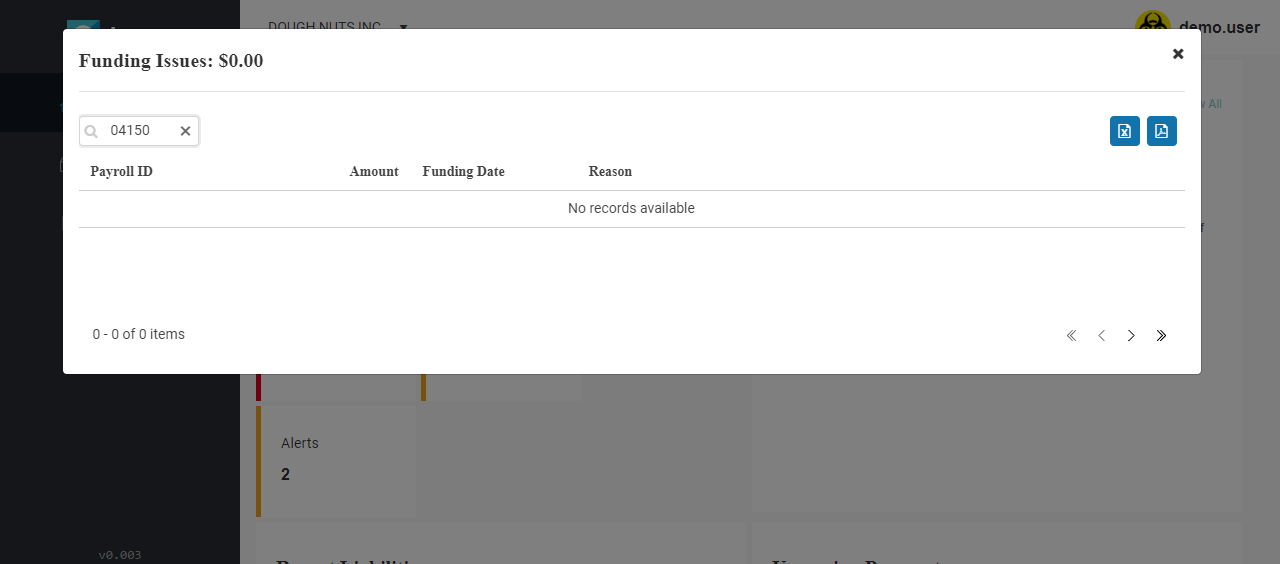 DOUGH NUTS INC.
demo.user
Funding Issues: $0.00
All
04150
Payroll ID Amount Funding Date Reason
No records available
0 - 0 of 0 items
Alerts
2
v0.003